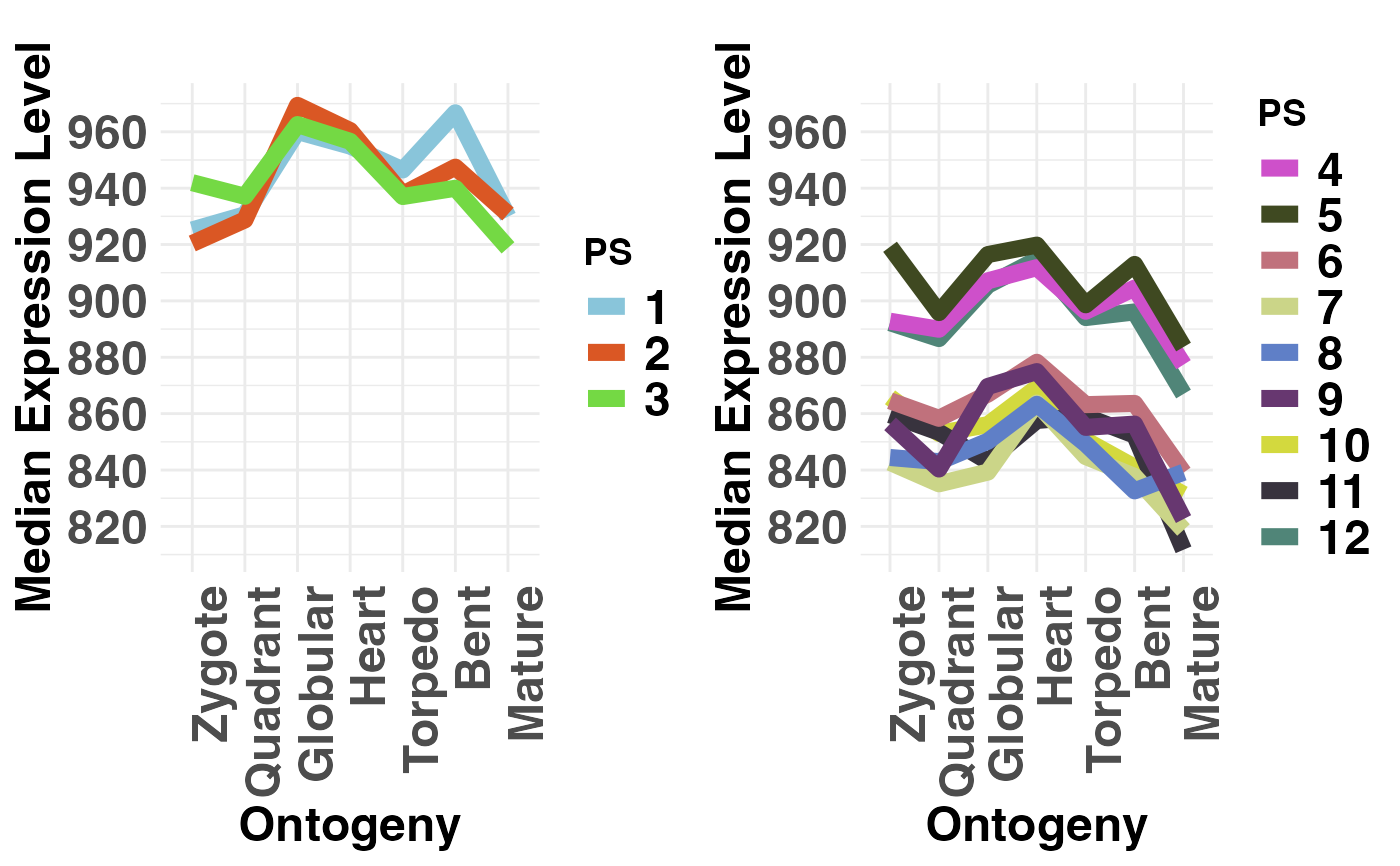 Median Expression Level
960
940
920
900
880
860
840
820
Zygote
Quadrant
Globular
Heart
Torpedo
Bent
Mature
Ontogeny
PS
1
2
3
Median Expression Level
960
940
920
900
880
860
840
820
Zygote
Quadrant
Globular
Heart
Torpedo
Bent
Mature
Ontogeny
PS
4
5
6
7
8
9
10
11
12